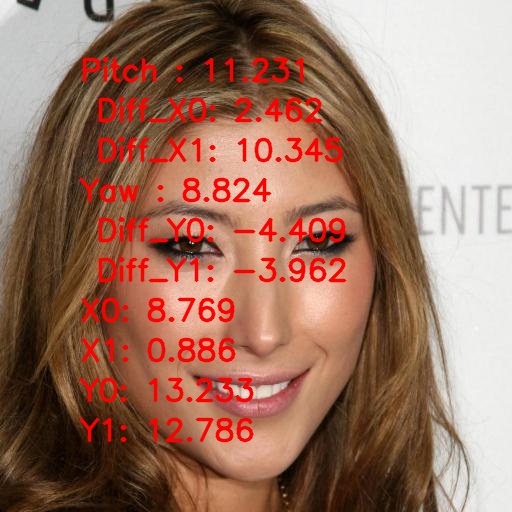 Pitch : 11.231
Diff_X0: 2.462
Diff_X1: 10.345
Yaw : 8.824
ENTE
Diff_Y0: -4.409
Diff_Y1: -3.962
X0: 8.769
X1: 0.886
Y0: 13.233
Y1: 12.786